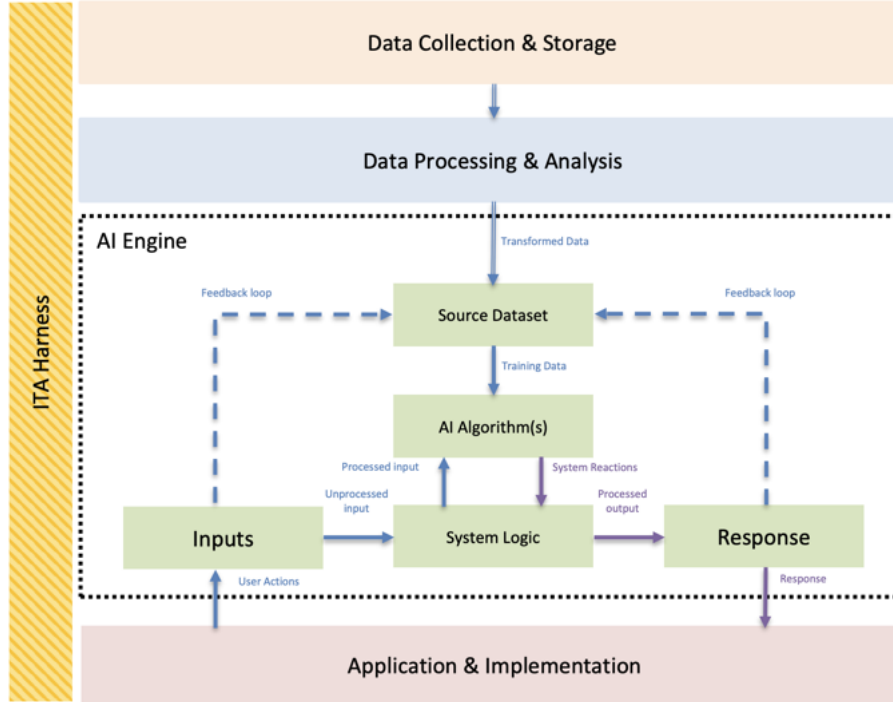 Data Collection & Storage
Data Processing & Analysis
ITA Harness
AI Engine
Transformed Data
Feedback loop
Source Dataset
Feedback loop
Training Data
AI Algorithm(s)
Processed input
System Reactions
Unprocessed
input
Processed
output
Inputs
System Logic
Response
User Actions
Response
Application & Implementation